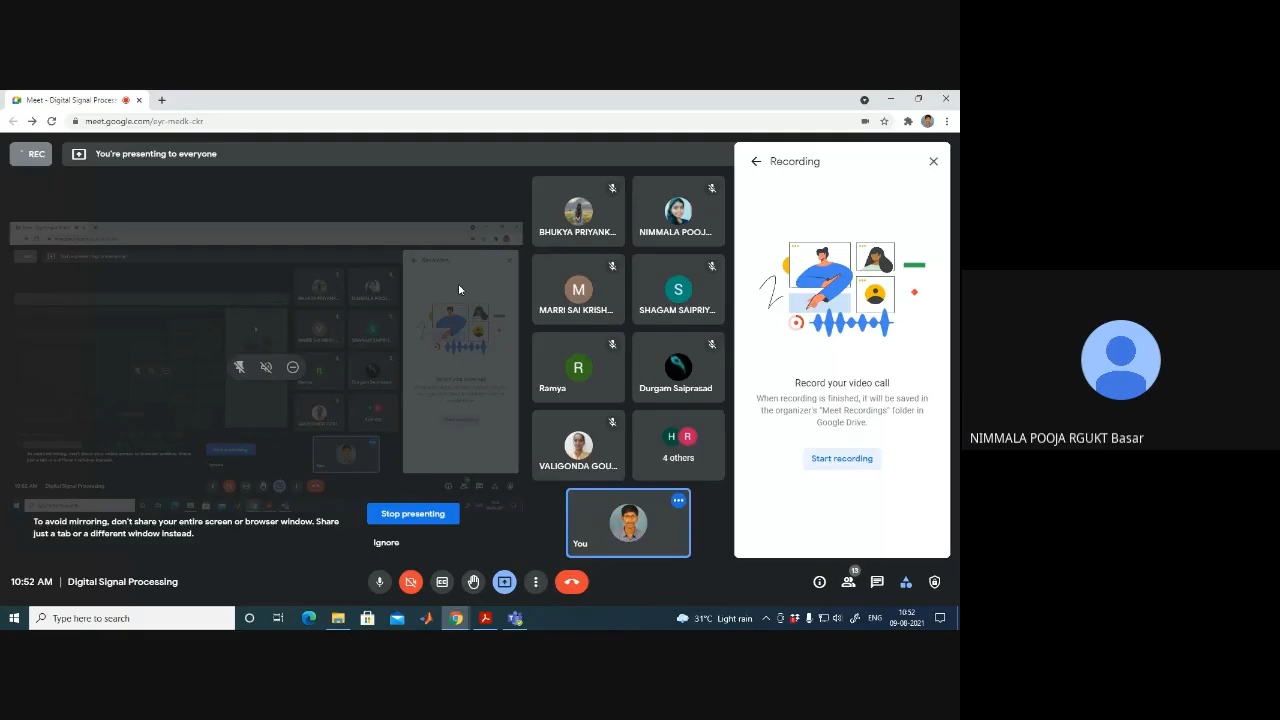 Meet - Digital Signal Process
meet.google.com/eyr-medk-ckr
REC
You're presenting to everyone
Recording
BHUKYA PRIYANK...
NIMMALA POOJ...
MARRI SAI KRISH...
SHAGAM SAIPRIY...
Ramya
Durgam Saiprasad
VALIGONDA GOU...
4 others
You
M
S
R
H
R
Record your video call
When recording is finished, it will be saved in
the organizer's "Meet Recordings" folder in
Google Drive.
Start recording
To avoid mirroring, don't share your entire screen or browser window. Share
just a tab or a different window instead.
Stop presenting
Ignore
10:52 AM | Digital Signal Processing
13
Type here to search
31°C Light rain
ENG
10:52
09-08-2021
NIMMALA POOJA RGUKT Basar